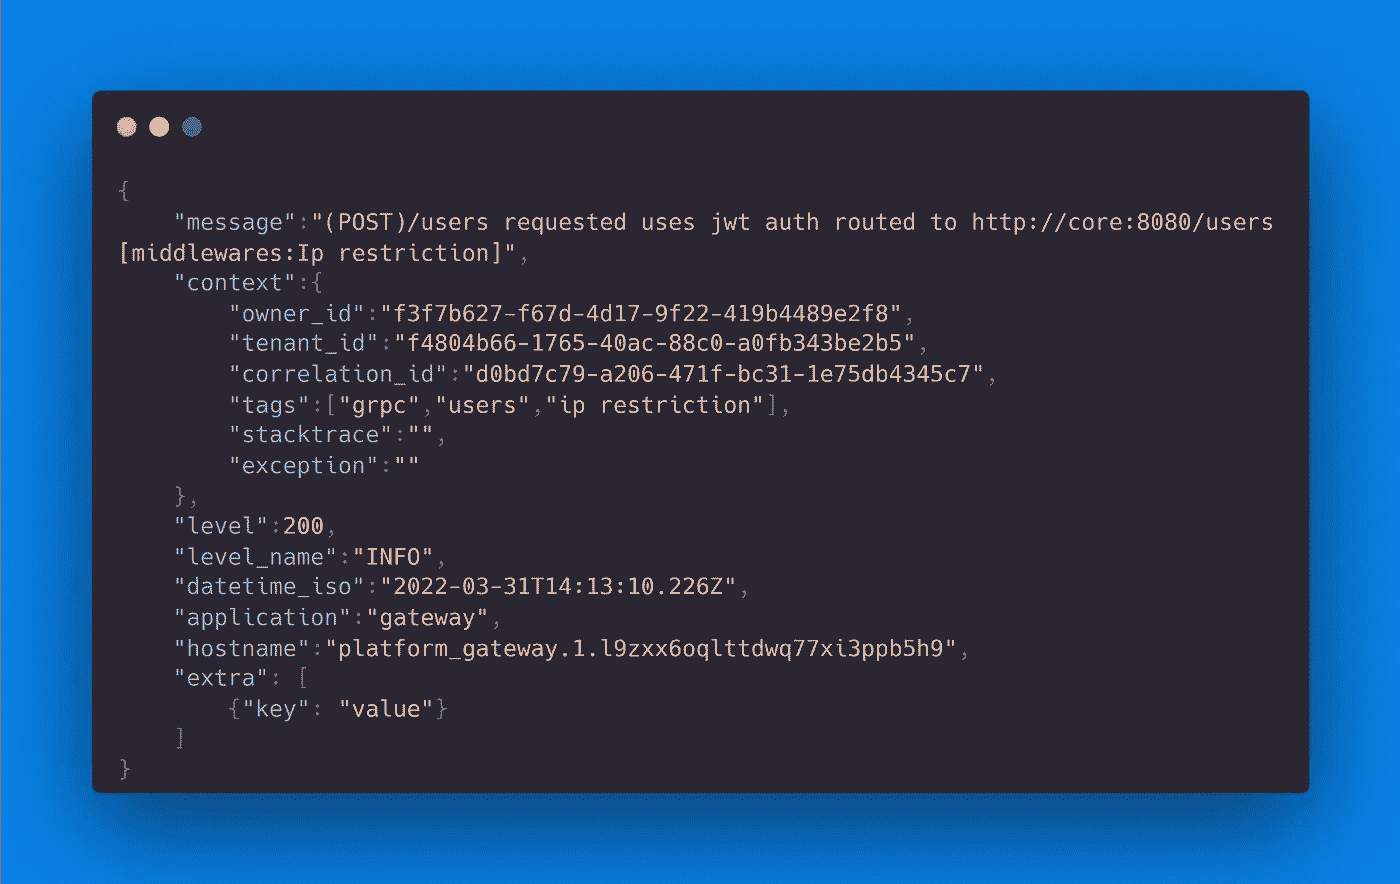 {
    "message":"(POST)/users requested uses jwt auth routed to http://core:8080/users
[middlewares:Ip restriction]",
    "context":{
        "owner_id":"f3f7b627-f67d-4d17-9f22-419b4489e2f8",
        "tenant_id":"f4804b66-1765-40ac-88c0-a0fb343be2b5",
        "correlation_id":"d0bd7c79-a206-471f-bc31-1e75db4345c7",
        "tags":["grpc","users","ip restriction"],
        "stacktrace":"",
        "exception":""
    },
    "level":200,
    "level_name":"INFO",
    "datetime_iso":"2022-03-31T14:13:10.226Z",
    "application":"gateway",
    "hostname":"platform_gateway.1.l9zxx6oqlttdwq77xi3ppb5h9",
    "extra": [
        {"key": "value"}
    ]
}